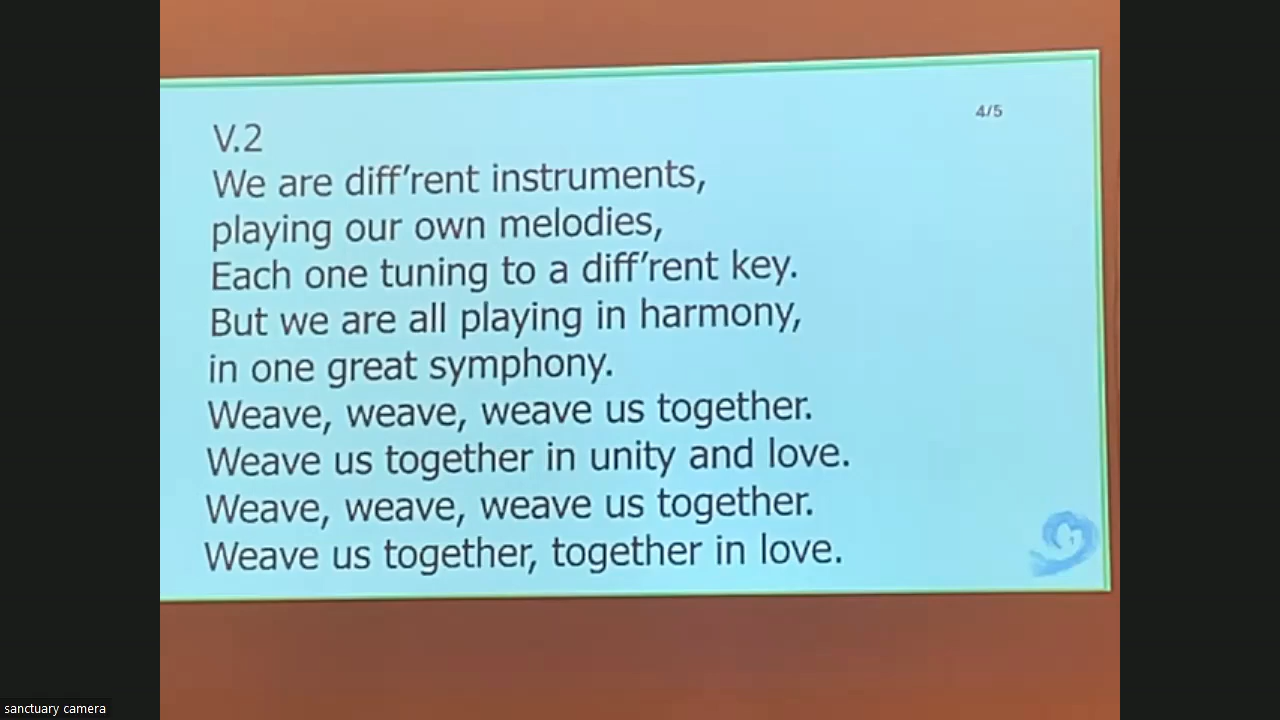 4/5
V.2
We are diff’rent instruments,
playing our own melodies,
Each one tuning to a diff’rent key.
But we are all playing in harmony,
in one great symphony.
Weave, weave, weave us together.
Weave us together in unity and love.
Weave, weave, weave us together.
Weave us together, together in love.
sanctuary camera